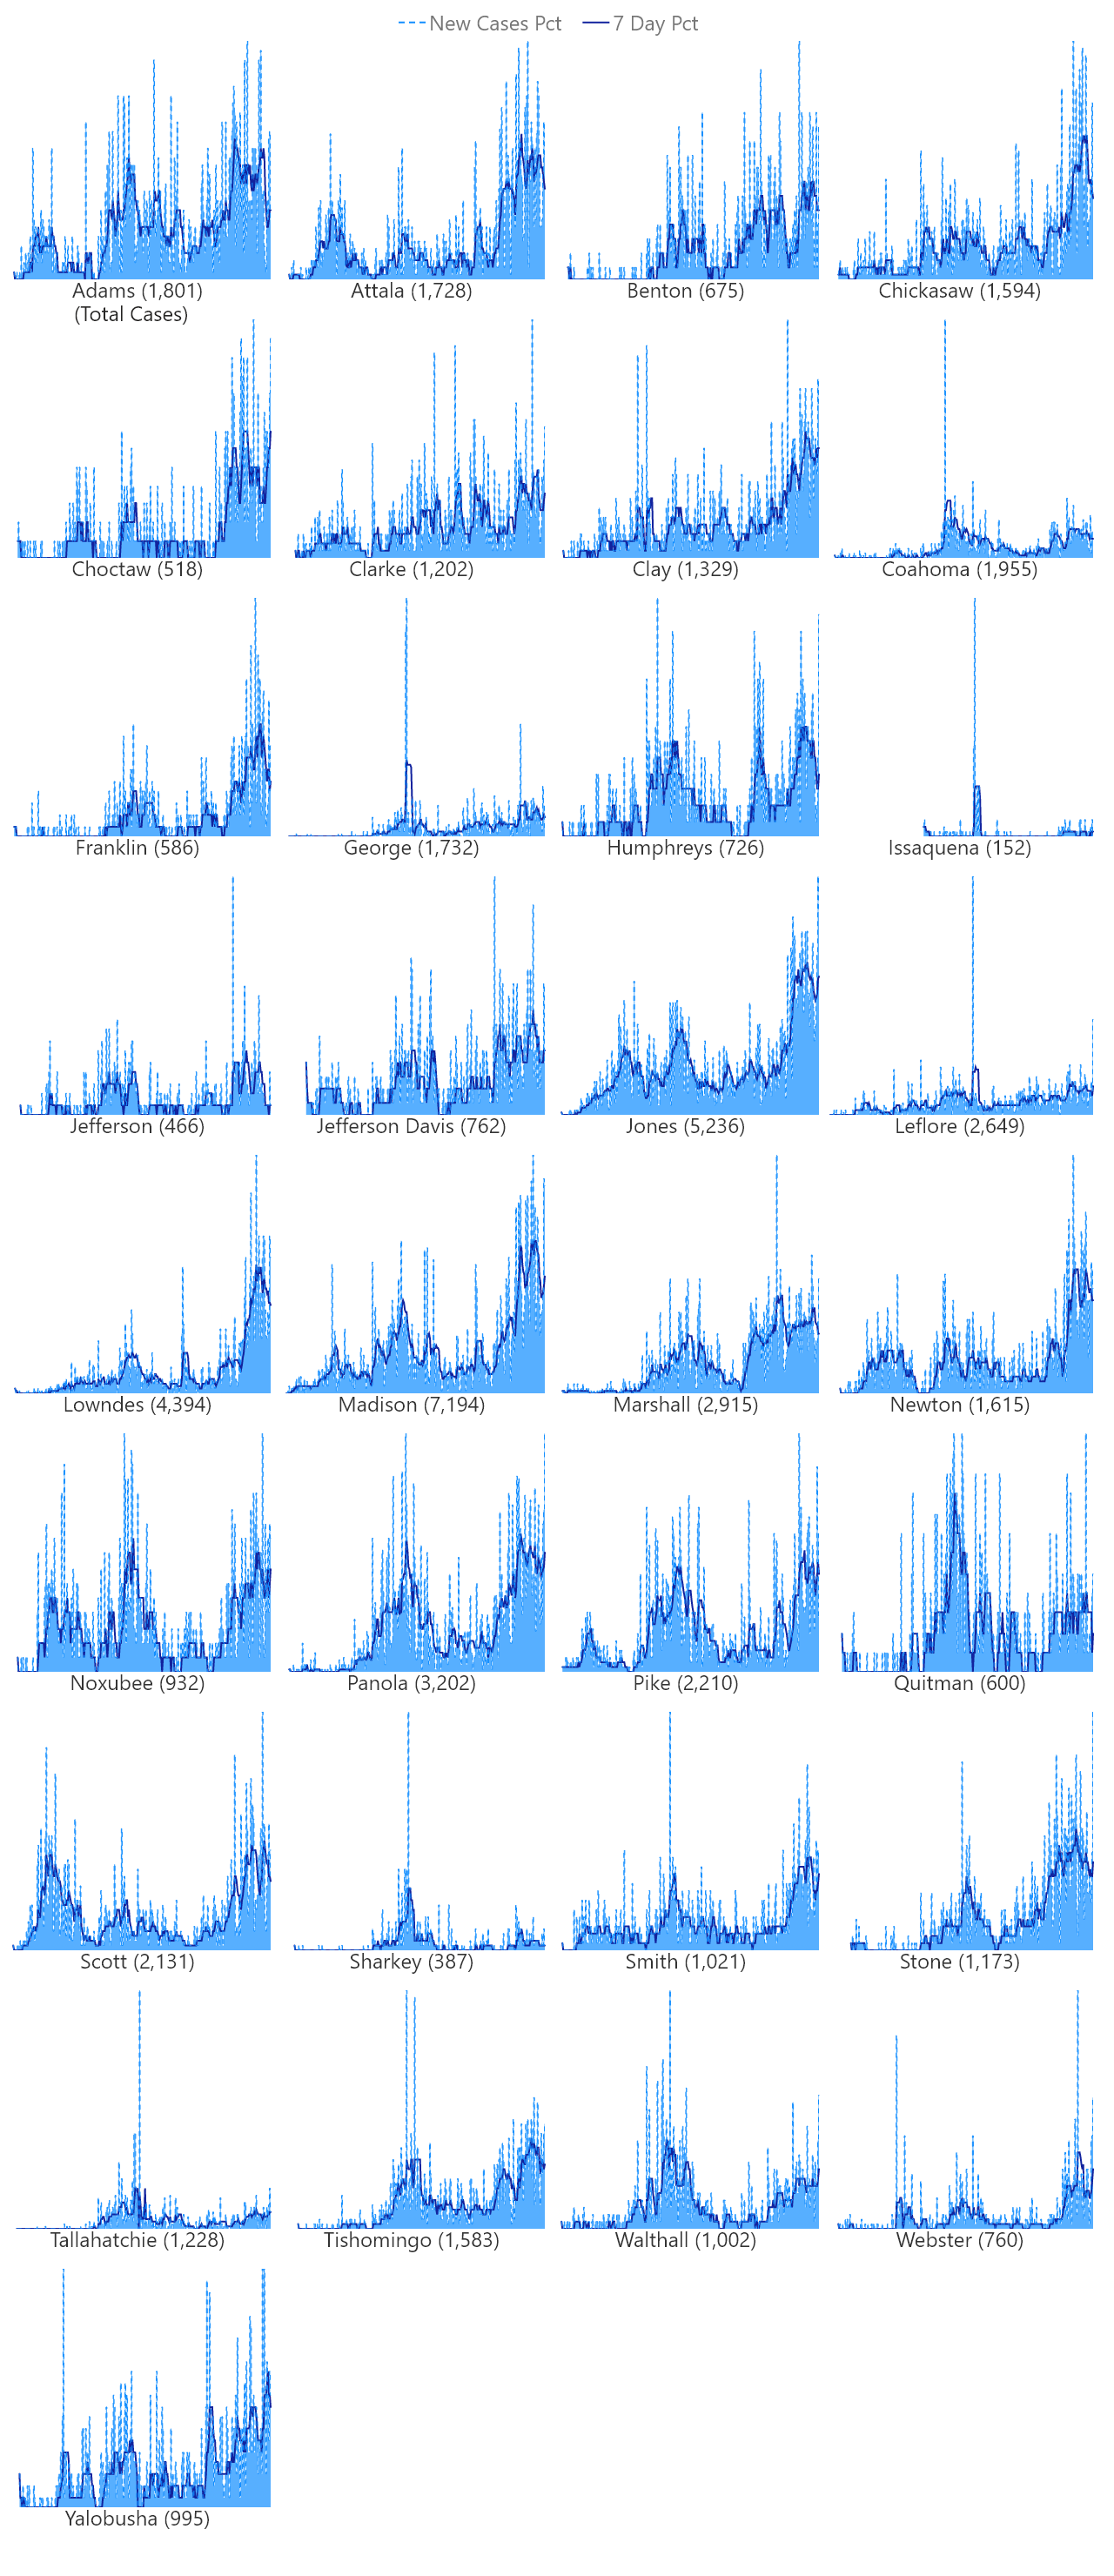 New Cases Pct 7 Day Pct
Adams (1,801) Attala (1,728) Benton (675) Chickasaw (1,594)
(Total Cases)
Choctaw (518) Clarke (1,202) Clay (1,329) Coahoma (1,955)
Franklin (586) George (1,732) Humphreys (726) Issaquena (152)
Jefferson (466) Jefferson Davis (762) Jones (5,236) Leflore (2,649)
Lowndes (4,394) Madison (7,194) Marshall (2,915) Newton (1,615)
Noxubee (932) Panola (3,202) Pike (2,210) Quitman (600)
Scott (2,131) Sharkey (387) Smith (1,021) Stone (1,173)
Tallahatchie (1,228) Tishomingo (1,583) Walthall (1,002) Webster (760)
Yalobusha (995)